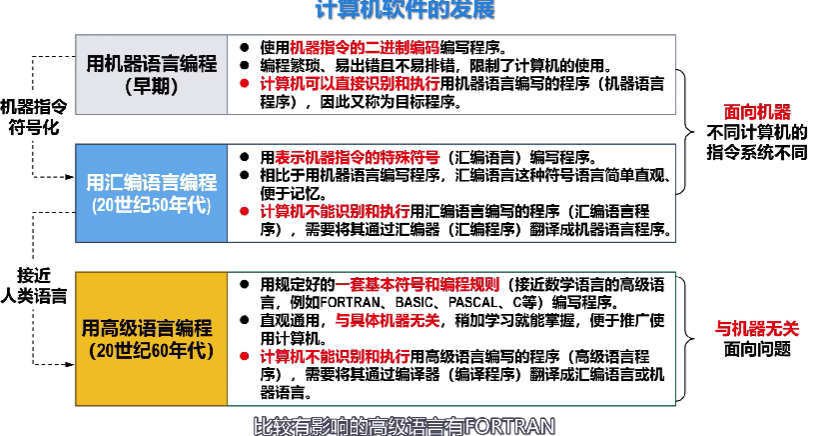 计算机软件的发展
机器指令
符号化
接近
人类语言
用机器语言编程
（早期）
● 使用机器指令的二进制编码编写程序。
● 编程繁琐、易出错且不易排错，限制了计算机的使用。
● 计算机可以直接识别和执行用机器语言编写的程序（机器语言
程序），因此又称为目标程序。
用汇编语言编程
(20世纪50年代)
● 用表示机器指令的特殊符号（汇编语言）编写程序。
● 相比于用机器语言编写程序，汇编语言这种符号语言简单直观、
便于记忆。
● 计算机不能识别和执行用汇编语言编写的程序（汇编语言程
序），需要将其通过汇编器（汇编程序）翻译成机器语言程序。
面向机器
不同计算机的
指令系统不同
用高级语言编程
（20世纪60年代）
● 用规定好的一套基本符号和编程规则（接近数学语言的高级语
言，例如FORTRAN、BASIC、PASCAL、C等）编写程序。
● 直观通用，与具体机器无关，稍加学习就能掌握，便于推广使
用计算机。
● 计算机不能识别和执行用高级语言编写的程序（高级语言程
序），需要将其通过编译器（编译程序）翻译成汇编语言或机
器语言。
与机器无关
面向问题
比较有影响的高级语言有FORTRAN